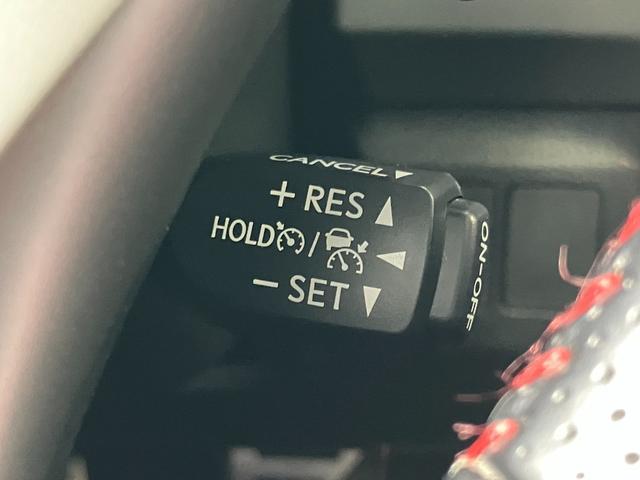 CANCEL
+ RES
HOLD /
- SET
ON-OFF